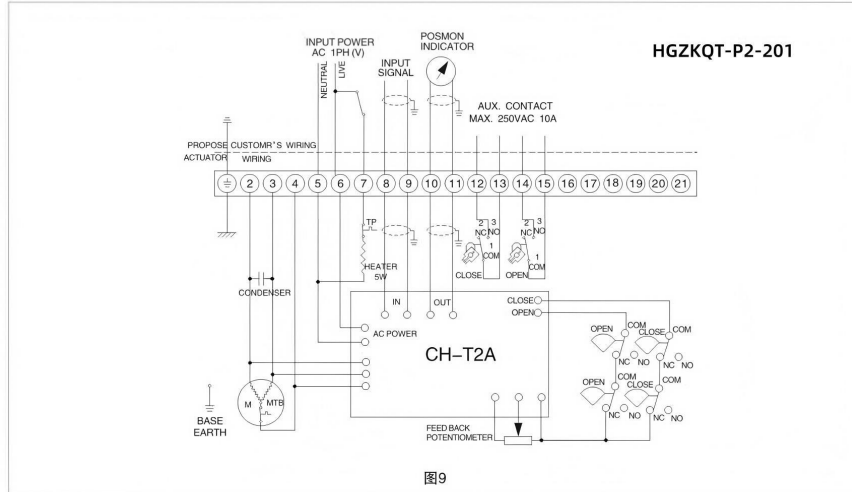 HGZKQT-P2-201
INPUT POWER
AC 1PH (V)
NEUTRAL
LIVE
INPUT
SIGNAL
POSMON
INDICATOR
AUX. CONTACT
MAX. 250VAC 10A
PROPOSE CUSTOMR'S WIRING
ACTUATOR WIRING
2 3 4 5 6 7 8 9 10 11 12 13 14 15 16 17 18 19 20 21
TP
HEATER
5W
2 3
NC NO
1
COM
CLOSE
2 3
NC NO
1
COM
OPEN
CONDENSER
IN
OUT
CLOSE
OPEN
AC POWER
CH-T2A
OPEN
COM
NC NO
CLOSE
COM
NC NO
OPEN
COM
NC NO
CLOSE
COM
NC NO
M
MTB
BASE
EARTH
FEED BACK
POTENTIOMETER
图9